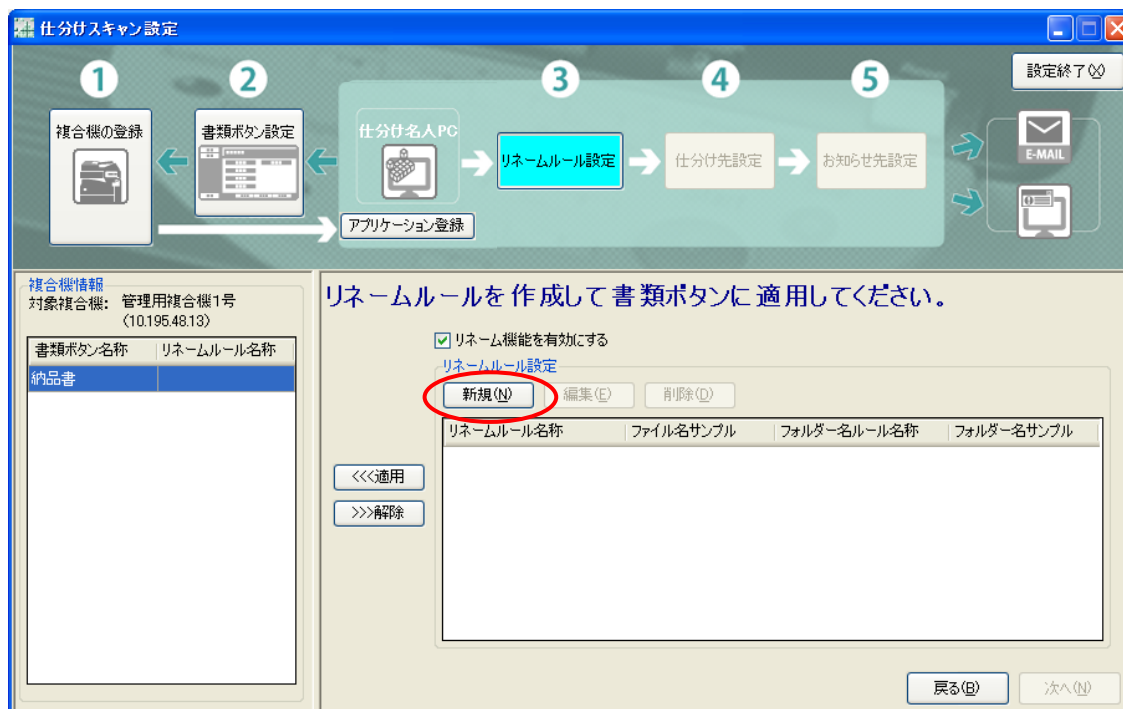 仕分けスキャン設定
1
2
3
4
5
設定終了(X)
複合機の登録
書類ボタン設定
仕分け名人PC
リネームルール設定
仕分け先設定
お知らせ先設定
E-MAIL
アプリケーション登録
複合機情報
対象複合機: 管理用複合機1号
(10.195.48.13)
書類ボタン名称 リネームルール名称
納品書
リネームルールを作成して書類ボタンに適用してください。
リネーム機能を有効にする
リネームルール設定
新規(N) 編集(E) 削除(D)
リネームルール名称 ファイル名サンプル フォルダー名ルール名称 フォルダー名サンプル
<<<適用
>>>解除
戻る(B) 次へ(N)